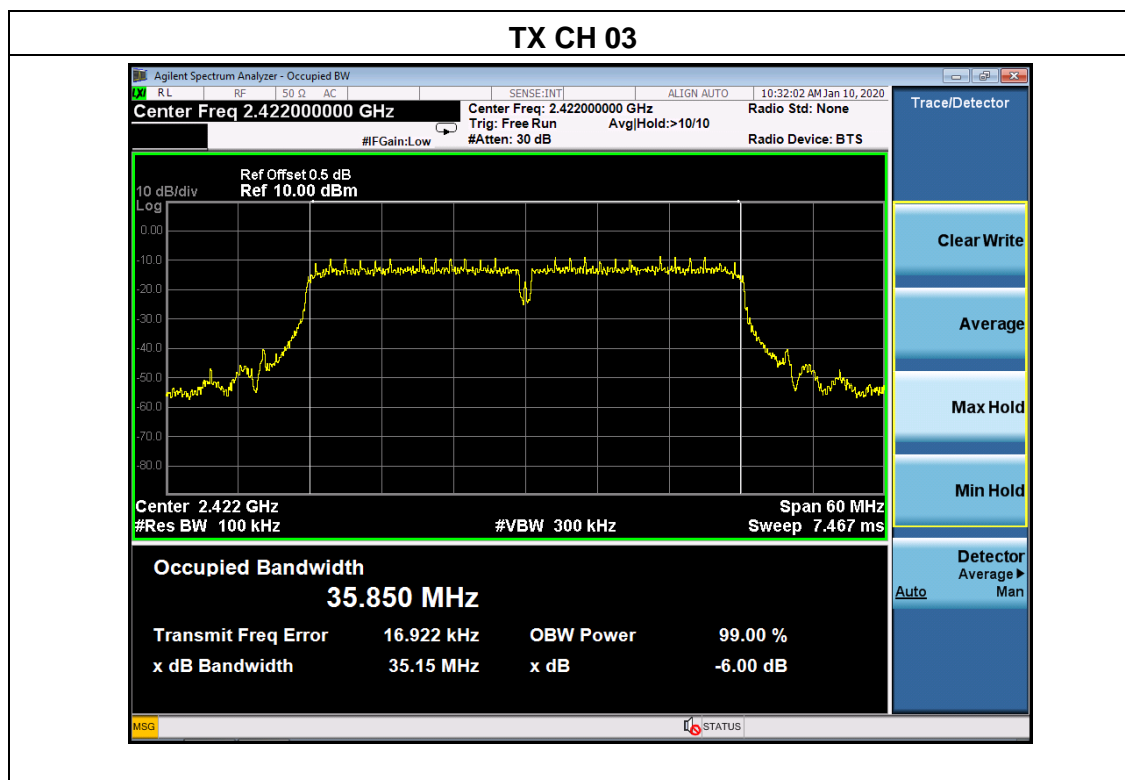 TX CH 03
Agilent Spectrum Analyzer - Occupied BW
LXI RL RF 50 Ω AC SENSE:INT ALIGN AUTO 10:32:02 AM Jan 10, 2020
Center Freq 2.422000000 GHz
Center Freq: 2.422000000 GHz Radio Std: None
Trig: Free Run Avg|Hold:>10/10
#IFGain:Low #Atten: 30 dB Radio Device: BTS
Ref Offset 0.5 dB
10 dB/div Ref 10.00 dBm
Log
0.00
-10.0
-20.0
-30.0
-40.0
-50.0
-60.0
-70.0
-80.0
Center 2.422 GHz Span 60 MHz
#Res BW 100 kHz #VBW 300 kHz Sweep 7.467 ms
Occupied Bandwidth
35.850 MHz
Transmit Freq Error 16.922 kHz OBW Power 99.00 %
x dB Bandwidth 35.15 MHz x dB -6.00 dB
MSG STATUS
Trace/Detector
Clear Write
Average
Max Hold
Min Hold
Detector
Average▶
Auto Man